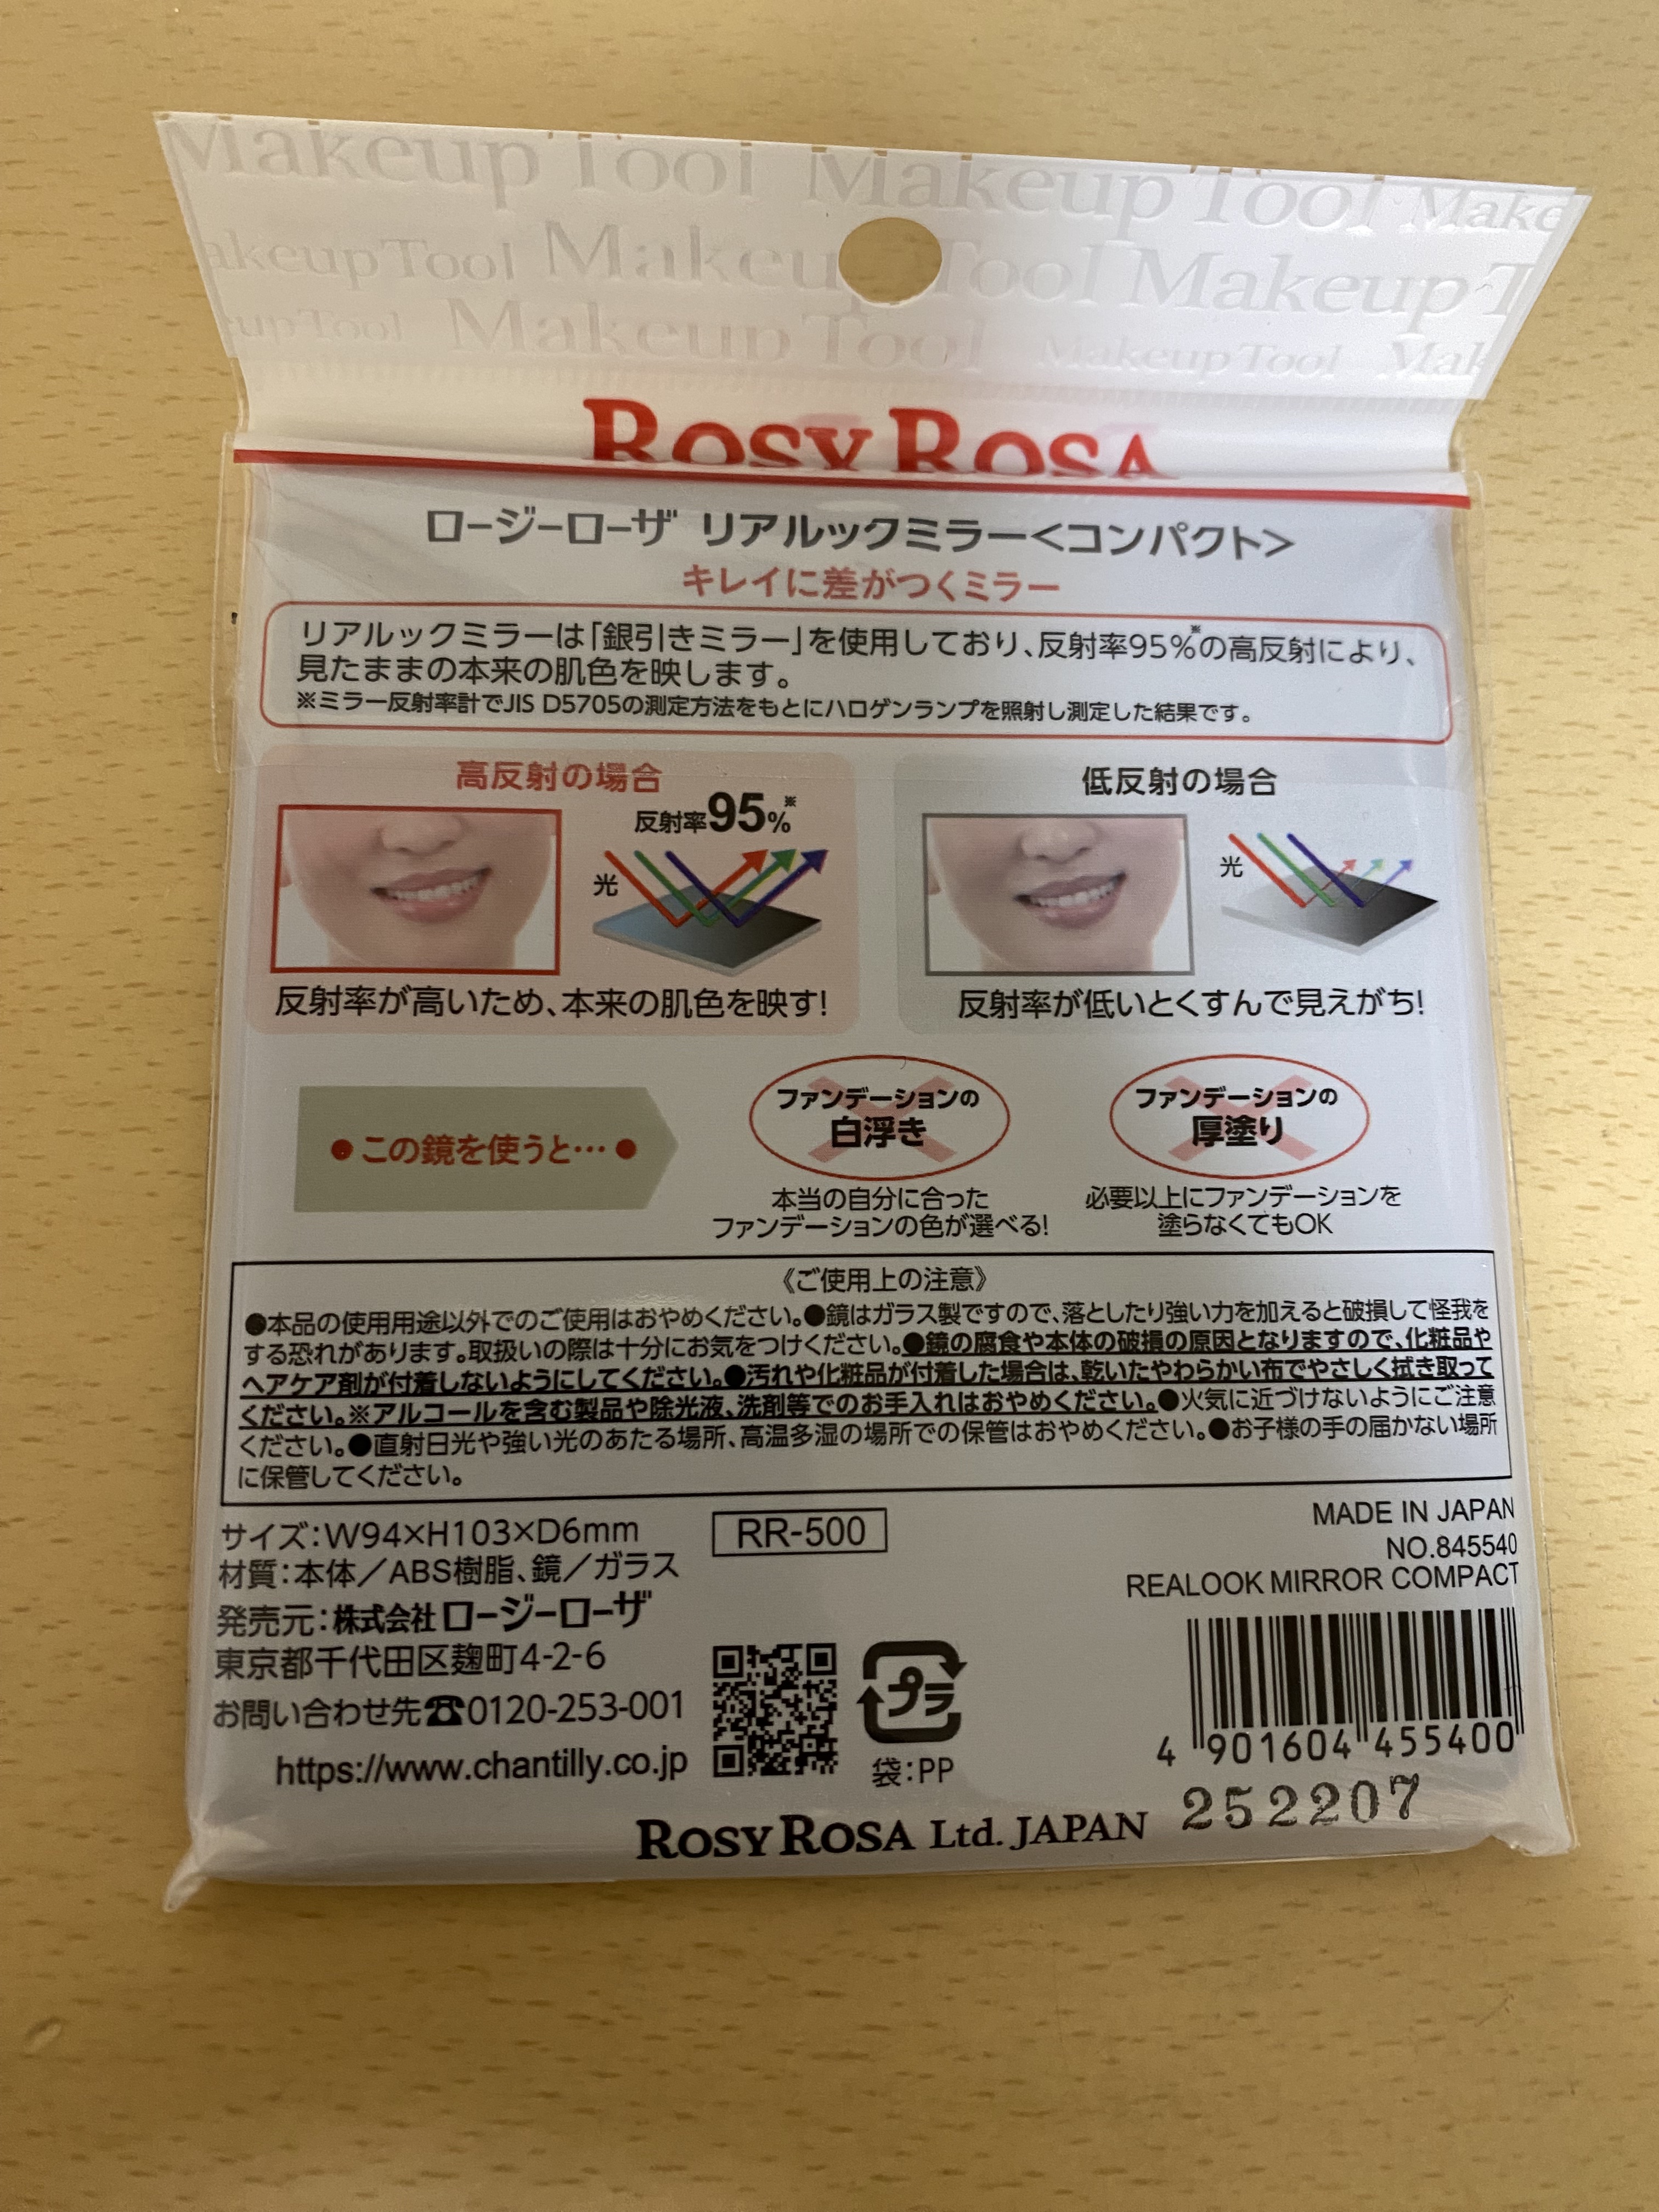 Makeup Tool Makeup Tool Make
akeup Tool Makeu Tool Makeup T
up Tool Makeup Tool Makeup Tool Mak
ROSY ROSA
ロージーローザ リアルックミラー<コンパクト>
キレイに差がつくミラー
リアルックミラーは「銀引きミラー」を使用しており、反射率95%※の高反射により、
見たままの本来の肌色を映します。
※ミラー反射率計でJIS D5705の測定方法をもとにハロゲンランプを照射し測定した結果です。
高反射の場合
反射率95%※
光
反射率が高いため、本来の肌色を映す!
低反射の場合
光
反射率が低いとくすんで見えがち!
●この鏡を使うと…●
ファンデーションの
白浮き
本当の自分に合った
ファンデーションの色が選べる!
ファンデーションの
厚塗り
必要以上にファンデーションを
塗らなくてもOK
《ご使用上の注意》
●本品の使用用途以外でのご使用はおやめください。●鏡はガラス製ですので、落としたり強い力を加えると破損して怪我を
する恐れがあります。取扱いの際は十分にお気をつけください。●鏡の腐食や本体の破損の原因となりますので、化粧品や
ヘアケア剤が付着しないようにしてください。●汚れや化粧品が付着した場合は、乾いたやわらかい布でやさしく拭き取って
ください。※アルコールを含む製品や除光液、洗剤等でのお手入れはおやめください。●火気に近づけないようにご注意
ください。●直射日光や強い光のあたる場所、高温多湿の場所での保管はおやめください。●お子様の手の届かない場所
に保管してください。
サイズ:W94×H103×D6mm
RR-500
材質:本体/ABS樹脂、鏡/ガラス
発売元:株式会社ロージーローザ
東京都千代田区麹町4-2-6
お問い合わせ先☎0120-253-001
https://www.chantilly.co.jp
プラ
袋:PP
MADE IN JAPAN
NO.845540
REALOOK MIRROR COMPACT
4 901604 455400
252207
ROSY ROSA Ltd. JAPAN